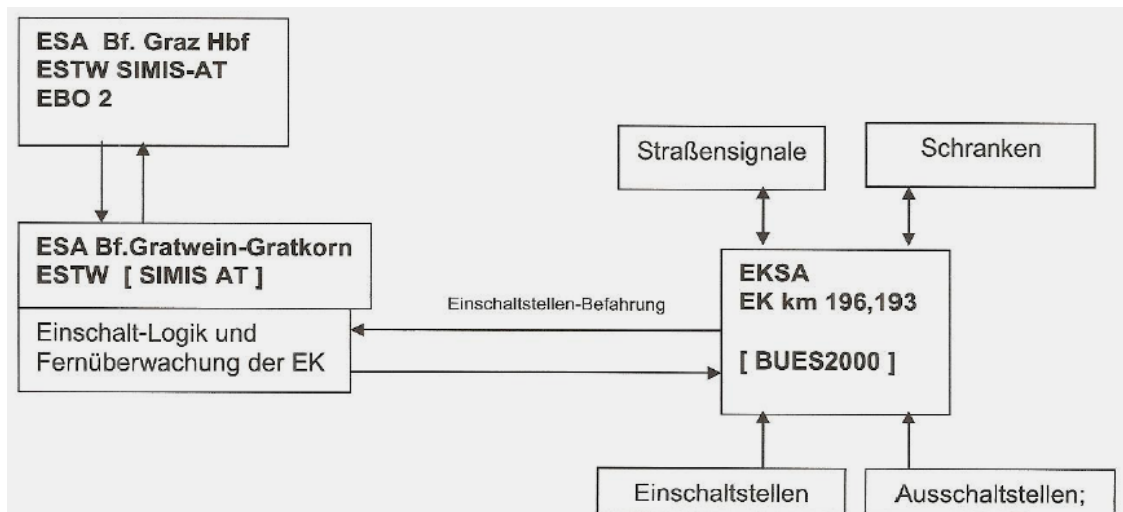 ESA Bf. Graz Hbf
ESTW SIMIS-AT
EBO 2
Straßensignale
Schranken
ESA Bf.Gratwein-Gratkorn
ESTW [ SIMIS AT ]
Einschalt-Logik und
Fernüberwachung der EK
Einschaltstellen-Befahrung
EKSA
EK km 196,193
[ BUES2000 ]
Einschaltstellen
Ausschaltstellen;